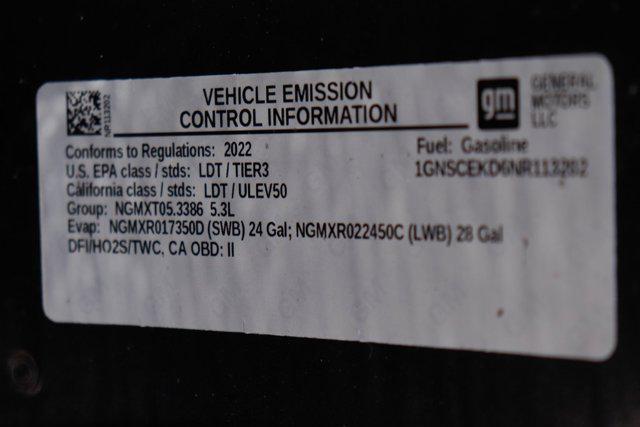 VEHICLE EMISSION
CONTROL INFORMATION
gm
GENERAL
MOTORS
LLC
NR113202
Conforms to Regulations: 2022
Fuel: Gasoline
U.S. EPA class / stds: LDT / TIER3
1GNSCEKD6NR113202
California class / stds: LDT / ULEV50
Group: NGMXT05.3386 5.3L
Evap: NGMXR017350D (SWB) 24 Gal; NGMXR022450C (LWB) 28 Gal
DFI/HO2S/TWC, CA OBD: II